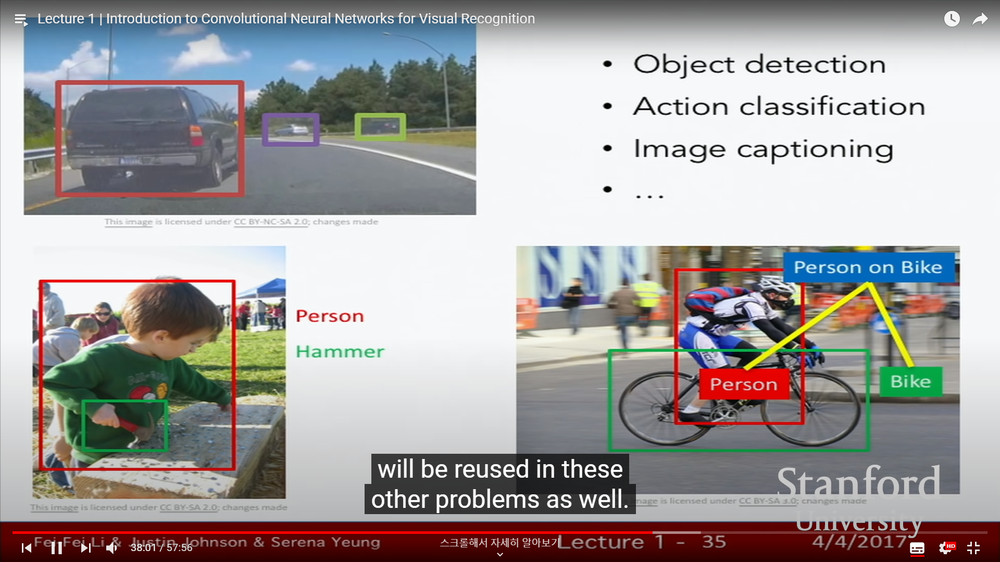 Lecture 1 | Introduction to Convolutional Neural Networks for Visual Recognition
• Object detection
• Action classification
• Image captioning
• ...
This image is licensed under CC BY-NC-SA 2.0; changes made
Person on Bike
Person
Hammer
Person
Bike
will be reused in these
other problems as well.
This image is licensed under CC BY-SA 2.0; changes made
image is licensed under CC BY-SA 3.0; changes made
Stanford
University
Fei-Fei Li & Justin Johnson & Serena Yeung
Lecture 1 - 35
4/4/2017
38:01 / 57:56
스크롤해서 자세히 알아보기
HD